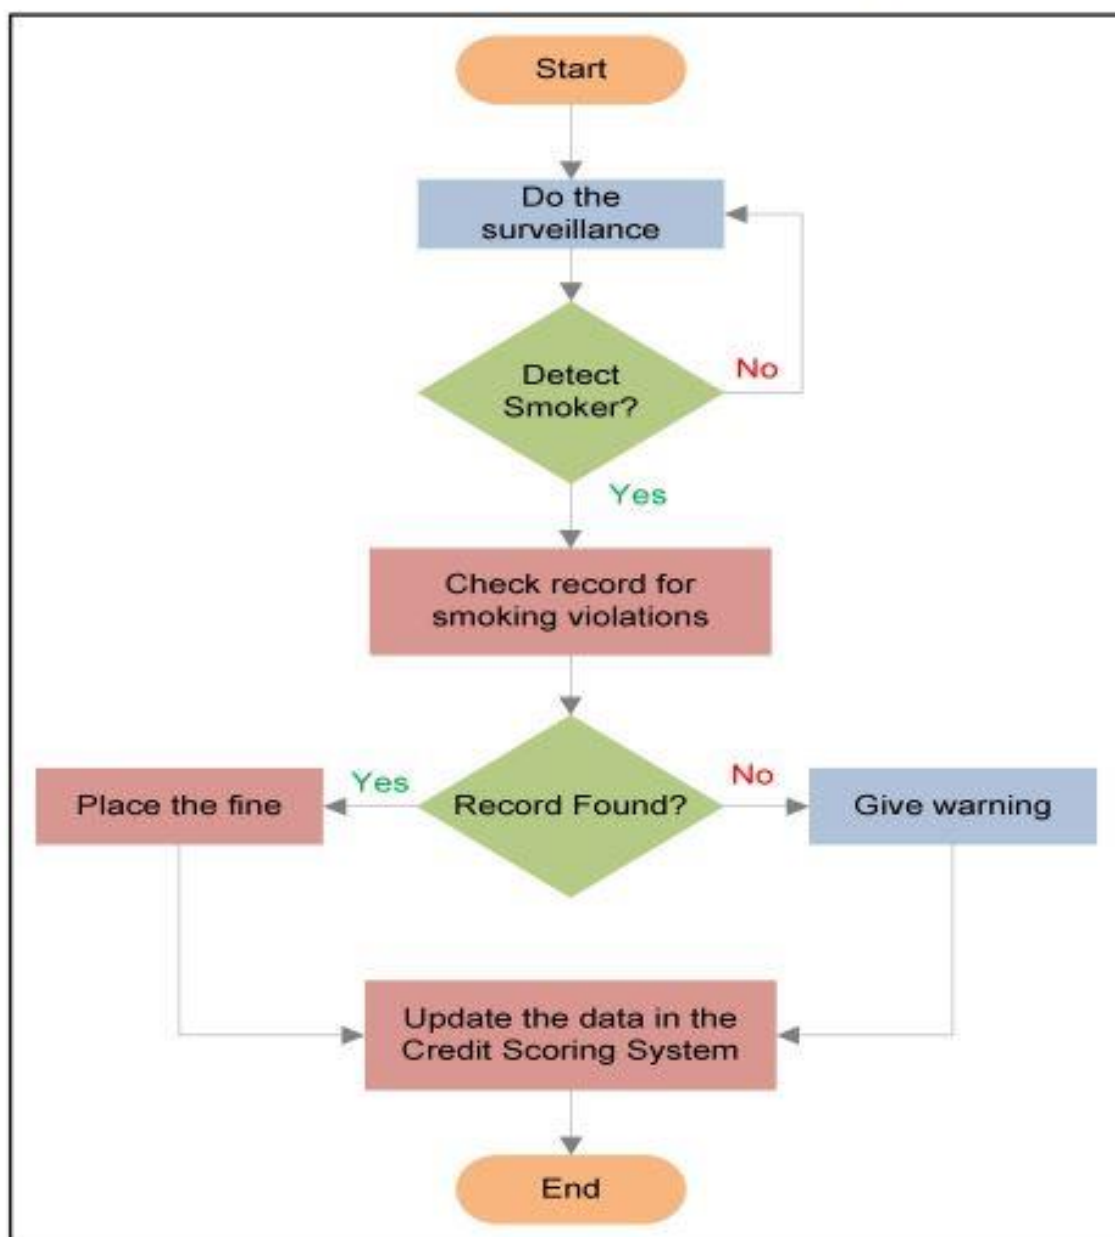 Start
Do the
surveillance
Detect
Smoker?
No
Yes
Check record for
smoking violations
Place the fine
Yes
Record Found?
No
Give warning
Update the data in the
Credit Scoring System
End